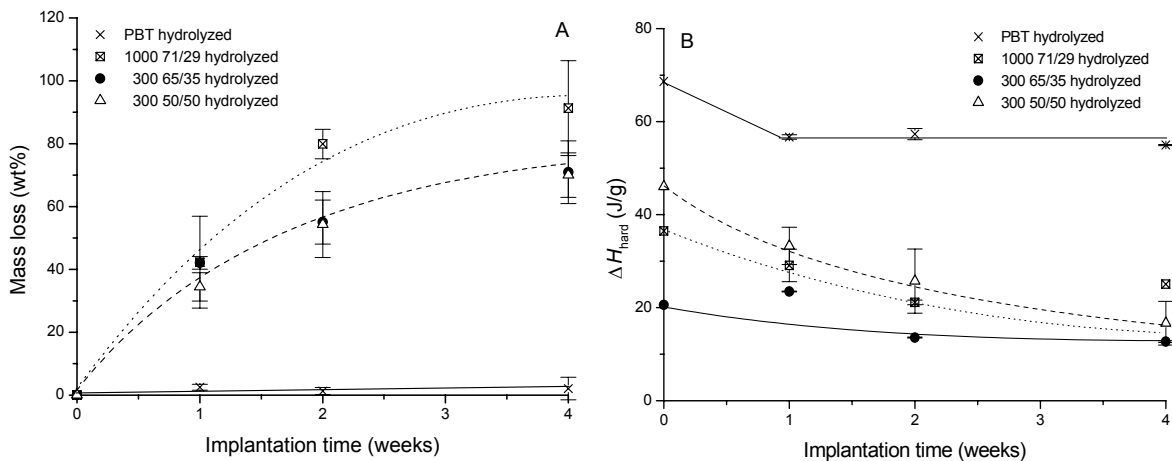 A
PBT hydrolyzed
1000 71/29 hydrolyzed
300 65/35 hydrolyzed
300 50/50 hydrolyzed
120
100
80
60
40
20
0
0 1 2 3 4
Mass loss (wt%)
Implantation time (weeks)
B
PBT hydrolyzed
1000 71/29 hydrolyzed
300 65/35 hydrolyzed
300 50/50 hydrolyzed
80
60
40
20
0
0 1 2 3 4
ΔH_hard (J/g)
Implantation time (weeks)